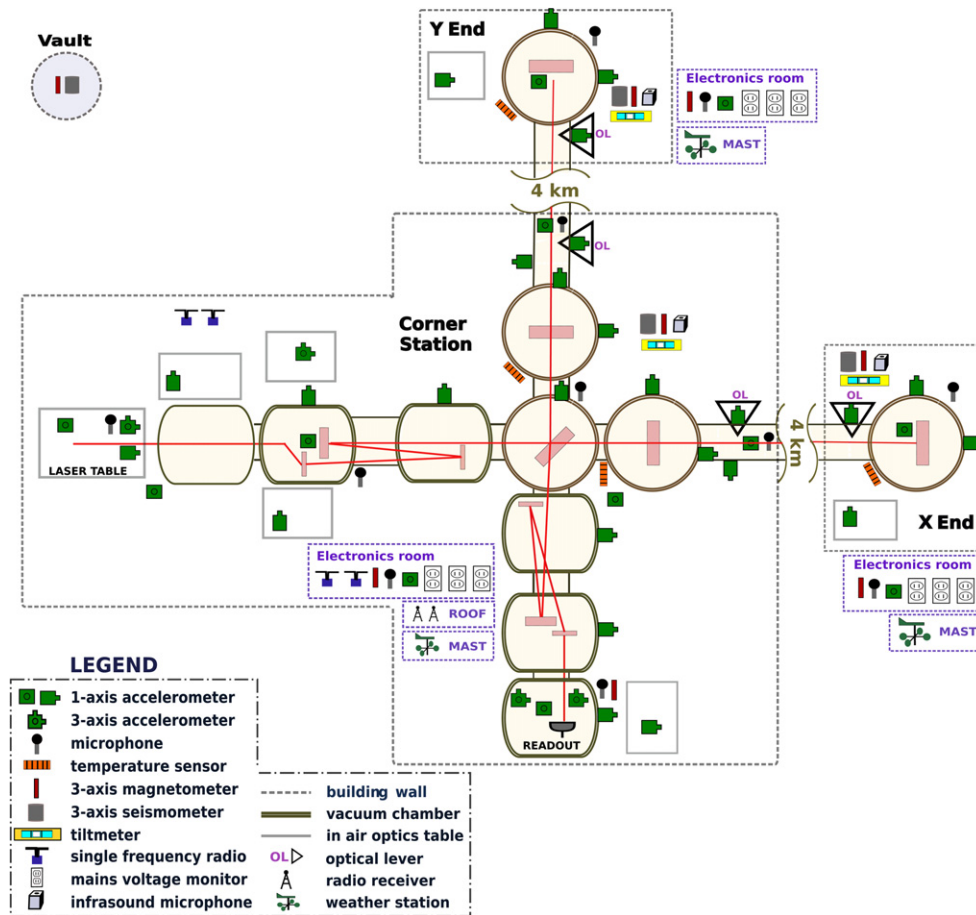 Vault
Y End
Electronics room
OL
MAST
4 km
OL
Corner
Station
OL
4 km
OL
LASER TABLE
X End
Electronics room
Electronics room
ROOF
MAST
MAST
READOUT
LEGEND
1-axis accelerometer
3-axis accelerometer
microphone
temperature sensor
3-axis magnetometer
3-axis seismometer
tiltmeter
single frequency radio
mains voltage monitor
infrasound microphone
building wall
vacuum chamber
in air optics table
OL optical lever
radio receiver
weather station